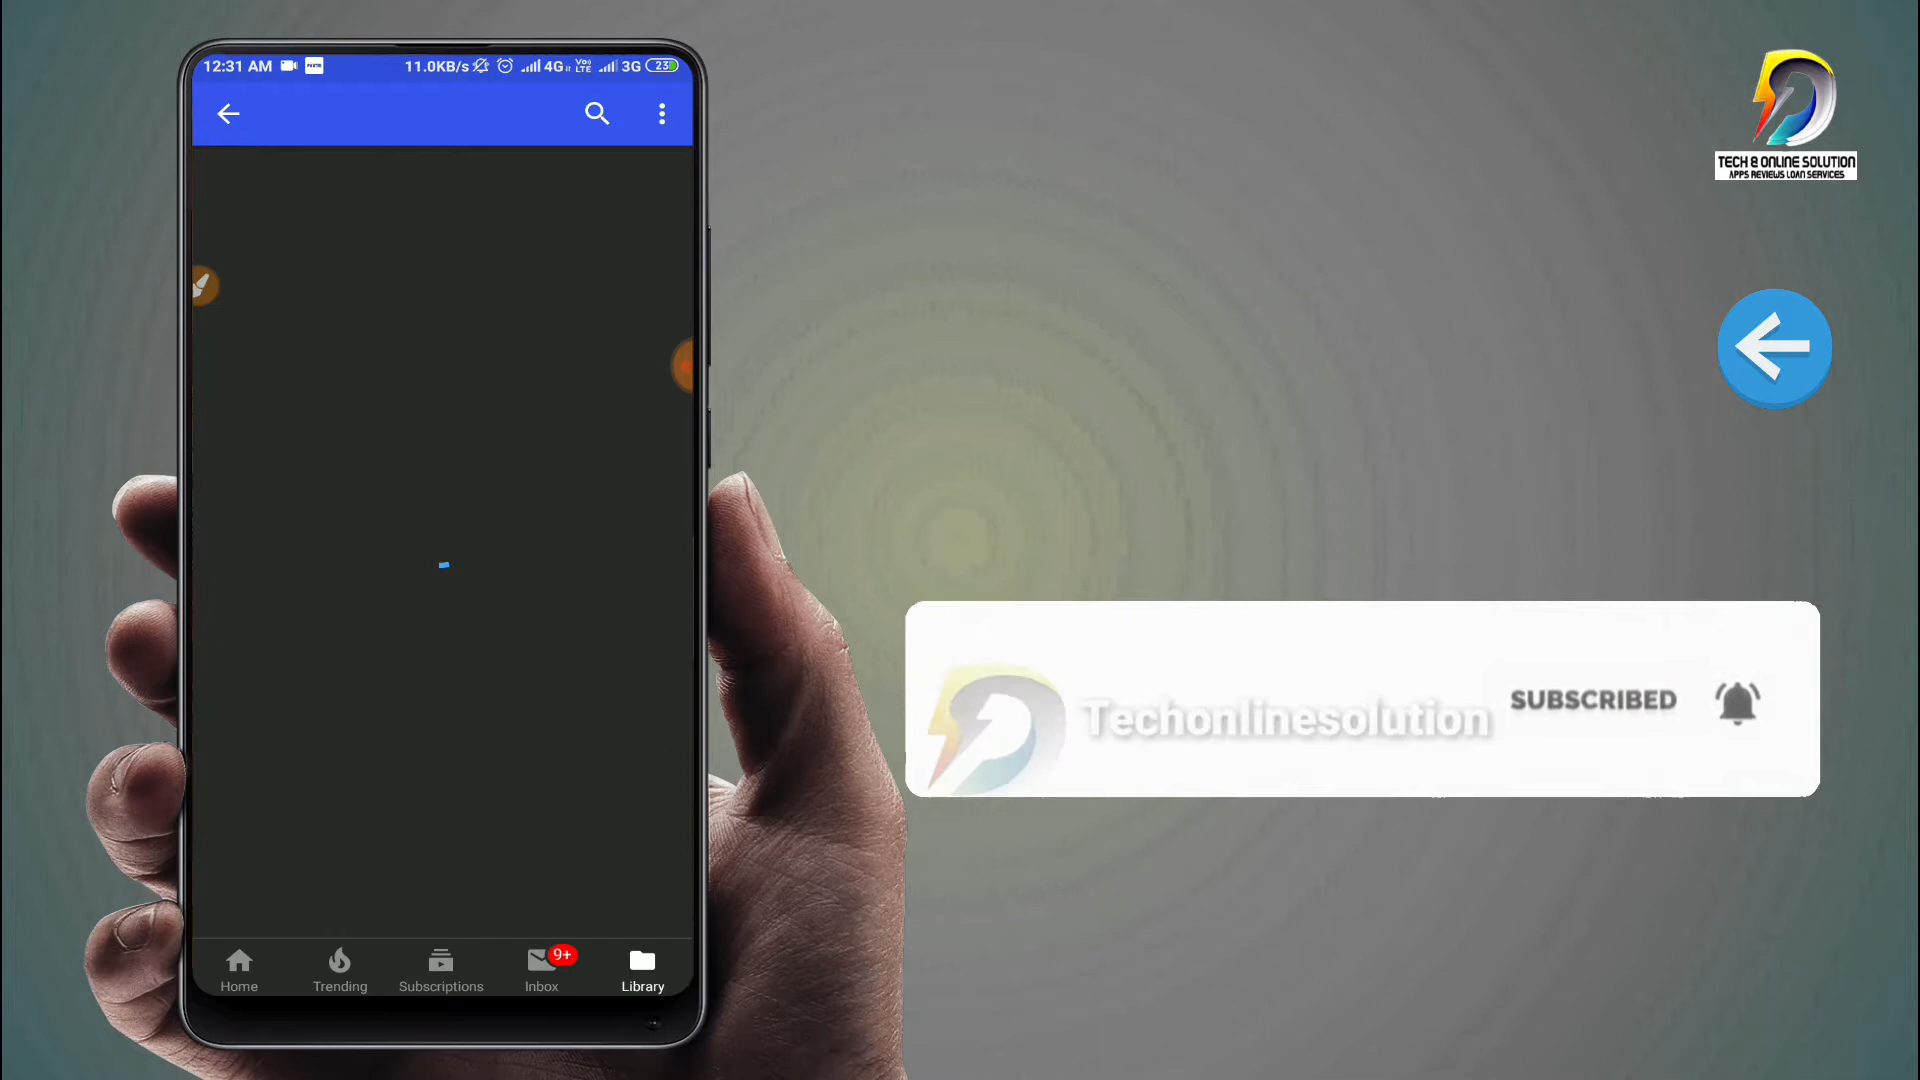 12:31 AM 11.0KB/s 4G VoLTE 3G 23
TECH & ONLINE SOLUTION
APPS REVIEWS LOAN SERVICES
Techonlinesolution SUBSCRIBED
9+
Home Trending Subscriptions Inbox Library